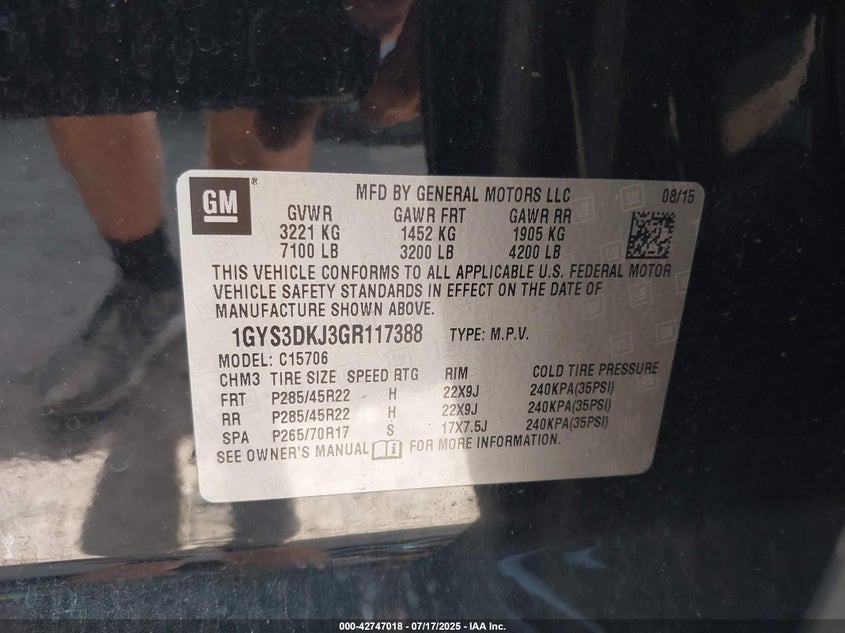 GM
MFD BY GENERAL MOTORS LLC 08/15
GVWR GAWR FRT GAWR RR
3221 KG 1452 KG 1905 KG
7100 LB 3200 LB 4200 LB
THIS VEHICLE CONFORMS TO ALL APPLICABLE U.S. FEDERAL MOTOR
VEHICLE SAFETY STANDARDS IN EFFECT ON THE DATE OF
MANUFACTURE SHOWN ABOVE.
1GYS3DKJ3GR117388 TYPE: M.P.V.
MODEL: C15706
CHM3 TIRE SIZE SPEED RTG RIM COLD TIRE PRESSURE
FRT P285/45R22 H 22X9J 240KPA(35PSI)
RR P285/45R22 H 22X9J 240KPA(35PSI)
SPA P265/70R17 S 17X7.5J 240KPA(35PSI)
SEE OWNER'S MANUAL FOR MORE INFORMATION.
000-42747018 - 07/17/2025 - IAA Inc.